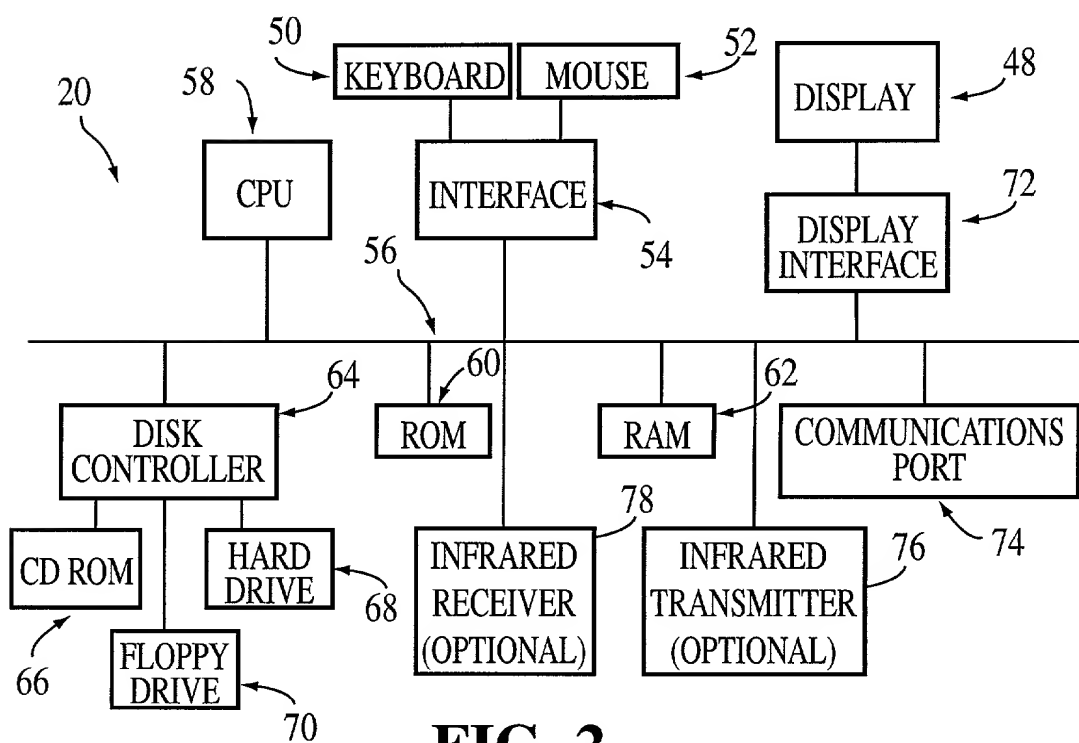 50
KEYBOARD
MOUSE
52
58
20
DISPLAY
48
CPU
INTERFACE
54
72
DISPLAY
INTERFACE
56
64
60
62
DISK
CONTROLLER
ROM
RAM
COMMUNICATIONS
PORT
74
78
76
CD ROM
66
HARD
DRIVE
68
INFRARED
RECEIVER
(OPTIONAL)
INFRARED
TRANSMITTER
(OPTIONAL)
FLOPPY
DRIVE
70